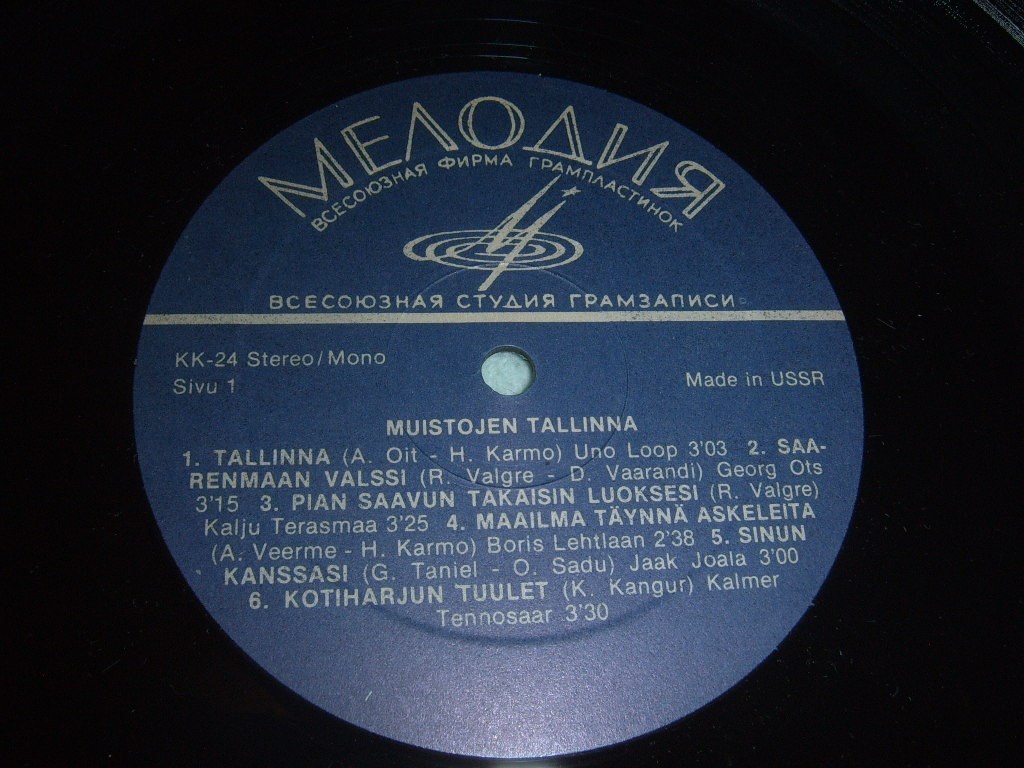 МЕЛОДИЯ
ВСЕСОЮЗНАЯ ФИРМА ГРАМПЛАСТИНОК
ВСЕСОЮЗНАЯ СТУДИЯ ГРАМЗАПИСИ
KK-24 Stereo/Mono
Sivu 1
Made in USSR
MUISTOJEN TALLINNA
1. TALLINNA (A. Oit - H. Karmo) Uno Loop 3'03 2. SAA-
RENMAAN VALSSI (R. Valgre - D. Vaarandi) Georg Ots
3'15 3. PIAN SAAVUN TAKAISIN LUOKSESI (R. Valgre)
Kalju Terasmaa 3'25 4. MAAILMA TÄYNNÄ ASKELEITA
(A. Veerme - H. Karmo) Boris Lehtlaan 2'38 5. SINUN
KANSSASI (G. Taniel - O. Sadu) Jaak Joala 3'00
6. KOTIHARJUN TUULET (K. Kangur) Kalmer
Tennosaar 3'30